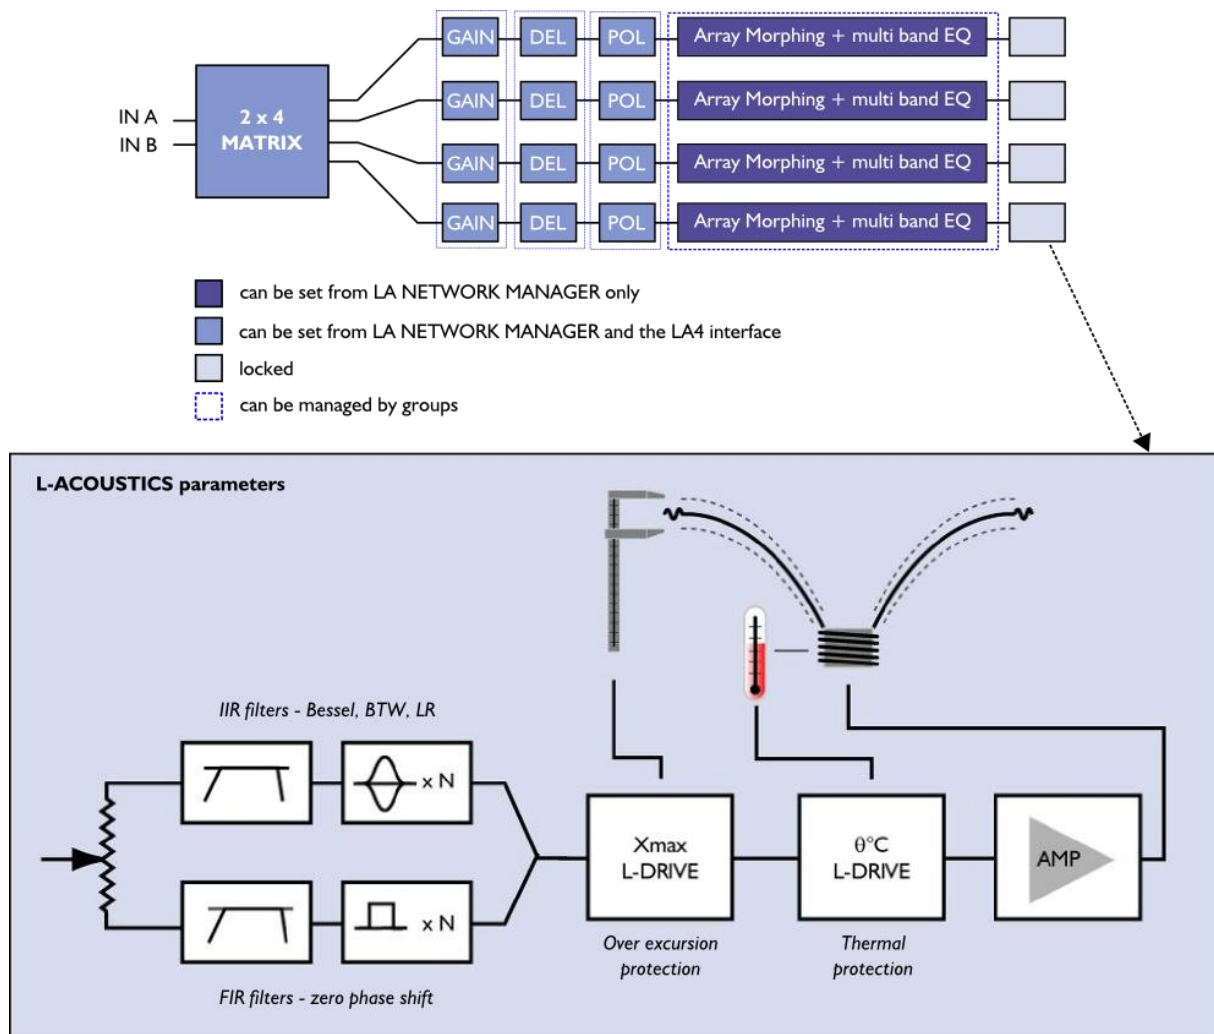 GAIN DEL POL Array Morphing + multi band EQ
GAIN DEL POL Array Morphing + multi band EQ
IN A
IN B
2 x 4
MATRIX
GAIN DEL POL Array Morphing + multi band EQ
GAIN DEL POL Array Morphing + multi band EQ
can be set from LA NETWORK MANAGER only
can be set from LA NETWORK MANAGER and the LA4 interface
locked
can be managed by groups
L-ACOUSTICS parameters
IIR filters - Bessel, BTW, LR
x N
x N
FIR filters - zero phase shift
Xmax
L-DRIVE
Over excursion
protection
θ°C
L-DRIVE
Thermal
protection
AMP